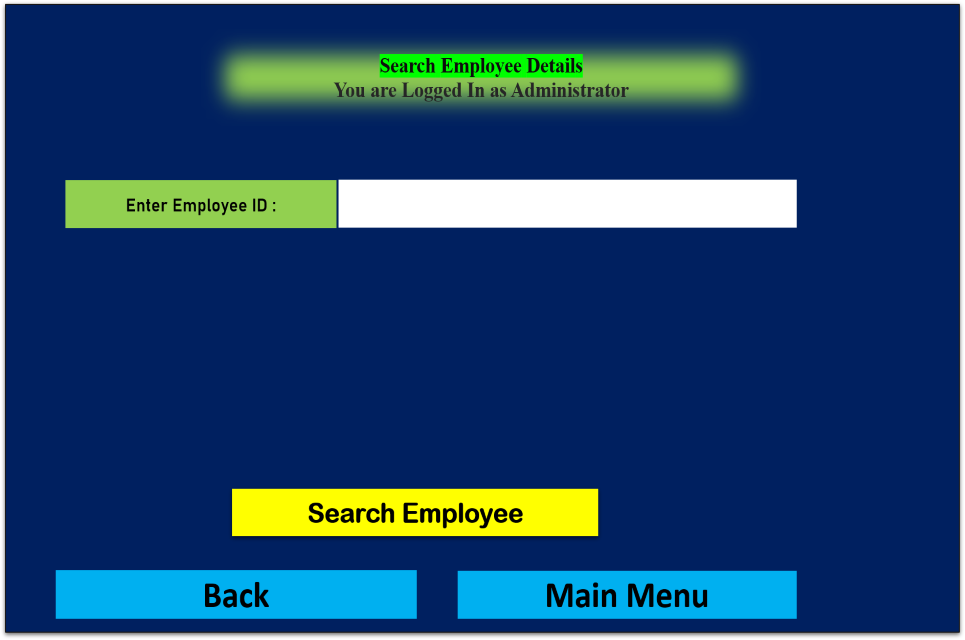 Search Employee Details
You are Logged In as Administrator
Enter Employee ID :
Search Employee
Back
Main Menu